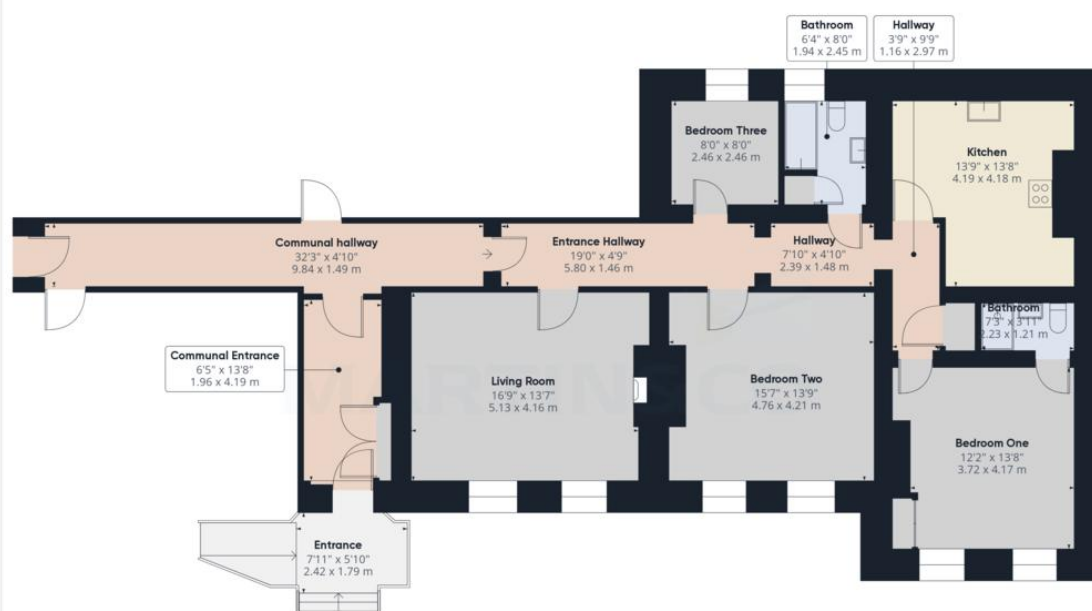 Bathroom
6'4" x 8'0"
1.94 x 2.45 m
Hallway
3'9" x 9'9"
1.16 x 2.97 m
Bedroom Three
8'0" x 8'0"
2.46 x 2.46 m
Kitchen
13'9" x 13'8"
4.19 x 4.18 m
Communal hallway
32'3" x 4'10"
9.84 x 1.49 m
Entrance Hallway
19'0" x 4'9"
5.80 x 1.46 m
Hallway
7'10" x 4'10"
2.39 x 1.48 m
Bathroom
7'3" x 3'11"
2.23 x 1.21 m
Communal Entrance
6'5" x 13'8"
1.96 x 4.19 m
Living Room
16'9" x 13'7"
5.13 x 4.16 m
Bedroom Two
15'7" x 13'9"
4.76 x 4.21 m
Bedroom One
12'2" x 13'8"
3.72 x 4.17 m
Entrance
7'11" x 5'10"
2.42 x 1.79 m